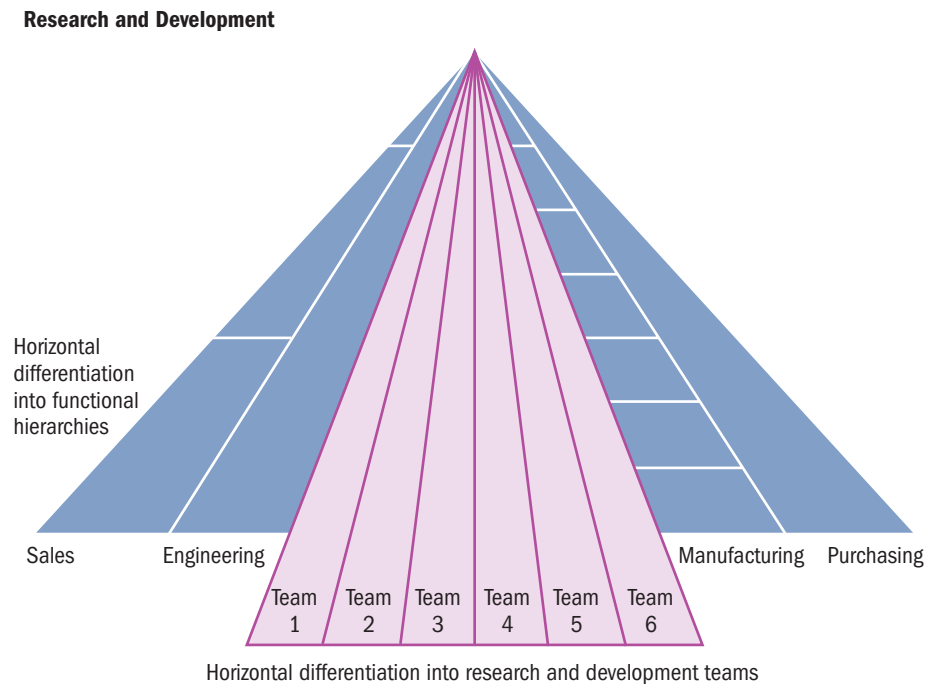 Research and Development
Horizontal
differentiation
into functional
hierarchies
Sales
Engineering
Manufacturing
Purchasing
Team
1
Team
2
Team
3
Team
4
Team
5
Team
6
Horizontal differentiation into research and development teams